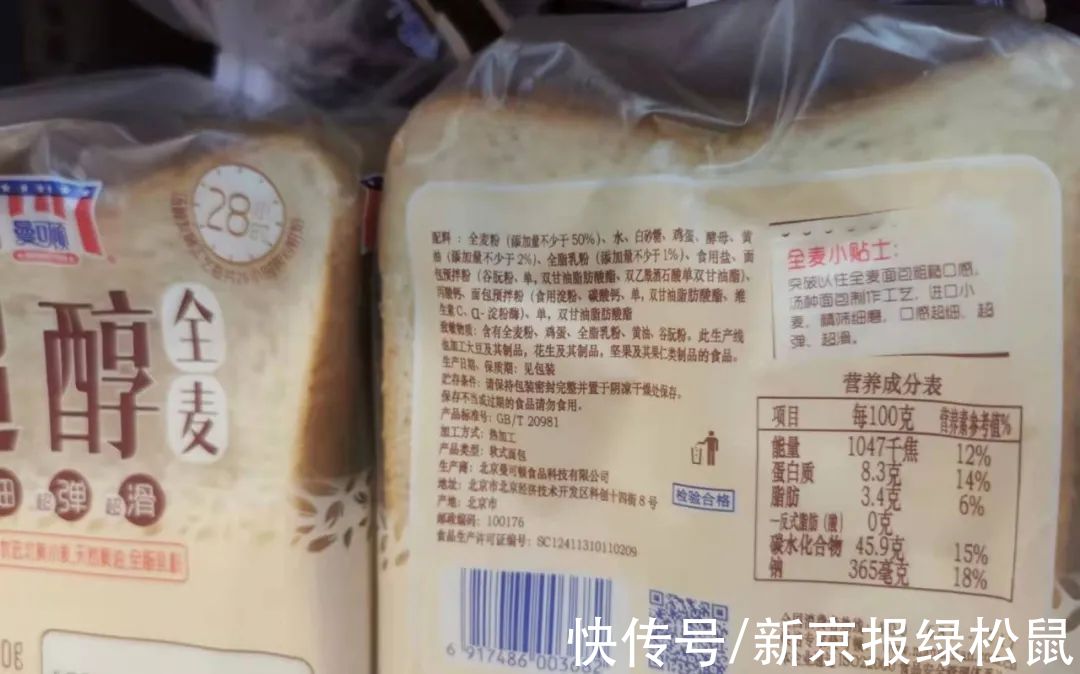 曼可顿
28
醇
全麦
超弹
超滑
配料：全麦粉（添加量不少于50%）、水、白砂糖、鸡蛋、酵母、黄
油（添加量不少于2%）、全脂乳粉（添加量不少于1%）、食用盐、面
包预拌粉（谷朊粉、单，双甘油脂肪酸酯、双乙酰酒石酸单双甘油酯）、
丙酸钙、面包预拌粉（食用淀粉、碳酸钙、单，双甘油脂肪酸酯、维
生素C、α-淀粉酶）、单，双甘油脂肪酸酯
致敏物质：含有全麦粉、鸡蛋、全脂乳粉、黄油、谷朊粉。此生产线
也加工大豆及其制品，花生及其制品，坚果及其果仁类制品的食品。
生产日期、保质期：见包装
贮存条件：请保持包装密封完整并置于阴凉干燥处保存。
保存不当或过期的食品请勿食用。
产品标准号：GB/T 20981
加工方式：热加工
产品类型：软式面包
生产商：北京曼可顿食品科技有限公司
地址：北京市北京经济技术开发区科创十四街8号
产地：北京市
邮政编码：100176
食品生产许可证编号：SC12411310110209
检验合格
全麦小贴士：
突破以往全麦面包粗糙口感，
汤种面包制作工艺，进口小
麦，精筛细磨，口感超细、超
弹、超滑。
营养成分表
项目 每100克 营养素参考值%
能量 1047千焦 12%
蛋白质 8.3克 14%
脂肪 3.4克 6%
—反式脂肪（酸） 0克
碳水化合物 45.9克 15%
钠 365毫克 18%
6 917486 003
快传号/新京报绿松鼠